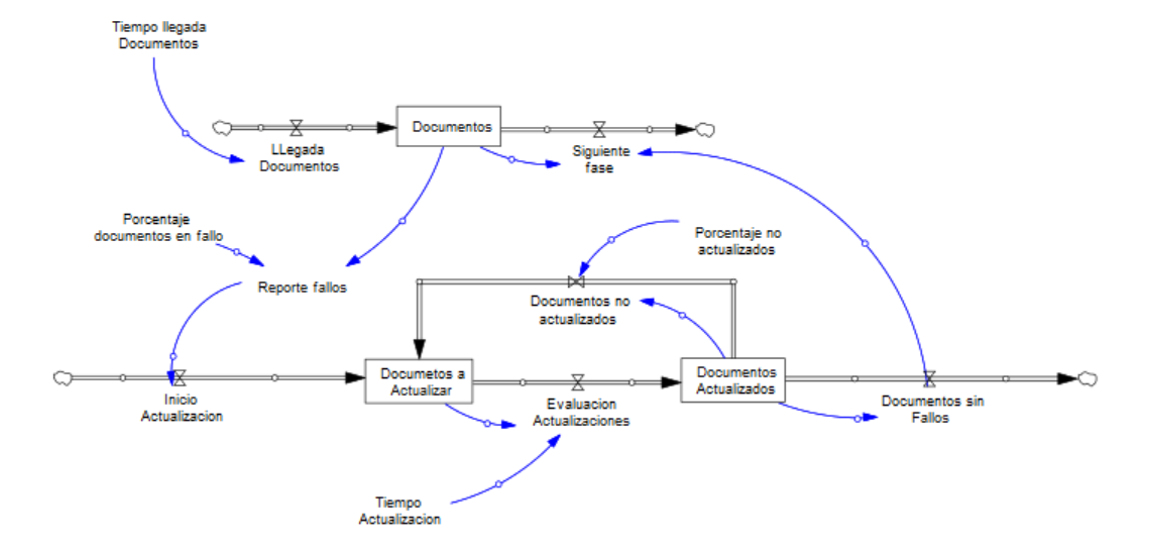 Tiempo llegada
Documentos
Documentos
LLegada
Documentos
Siguiente
fase
Porcentaje
documentos en fallo
Porcentaje no
actualizados
Reporte fallos
Documentos no
actualizados
Documetos a
Actualizar
Documentos
Actualizados
Inicio
Actualizacion
Evaluacion
Actualizaciones
Documentos sin
Fallos
Tiempo
Actualizacion